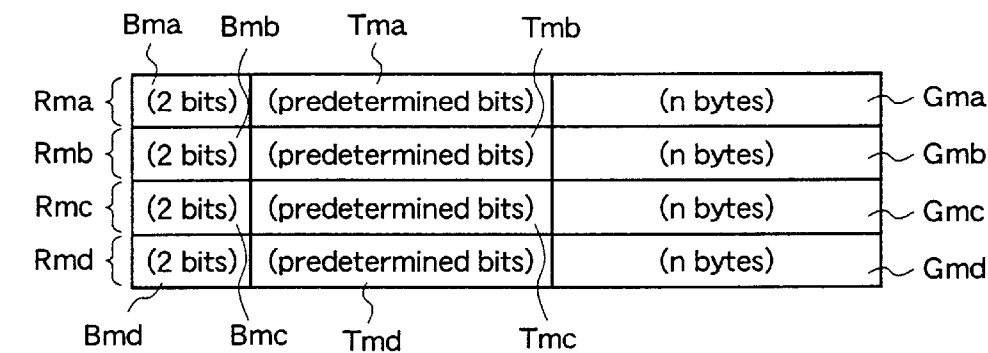 Bma Bmb Tma Tmb
Rma (2 bits) (predetermined bits) (n bytes) Gma
Rmb (2 bits) (predetermined bits) (n bytes) Gmb
Rmc (2 bits) (predetermined bits) (n bytes) Gmc
Rmd (2 bits) (predetermined bits) (n bytes) Gmd
Bmd Bmc Tmd Tmc